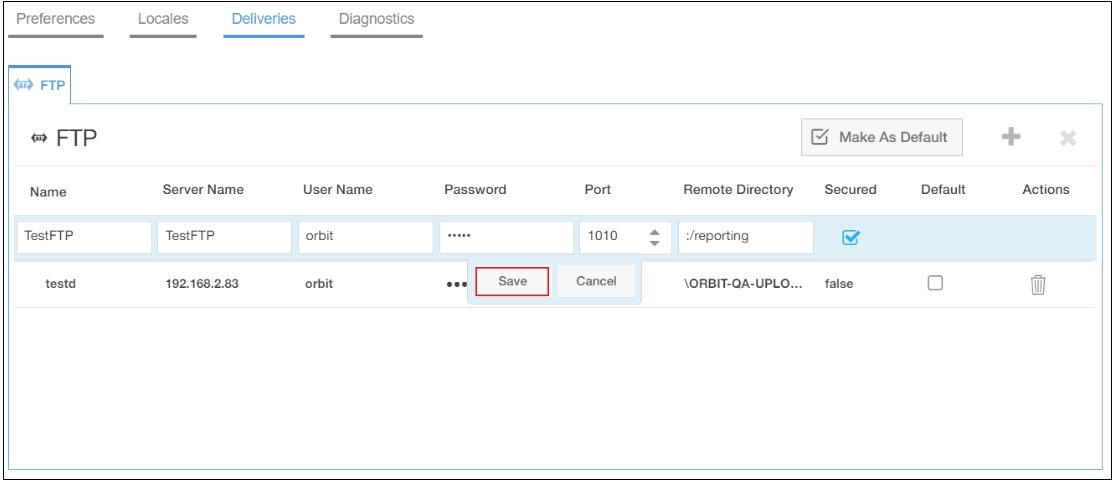 Preferences Locales Deliveries Diagnostics
FTP
FTP Make As Default
Name Server Name User Name Password Port Remote Directory Secured Default Actions
TestFTP TestFTP orbit ••••• 1010 :/reporting
testd 192.168.2.83 orbit ••• \ORBIT-QA-UPLO... false
Save Cancel